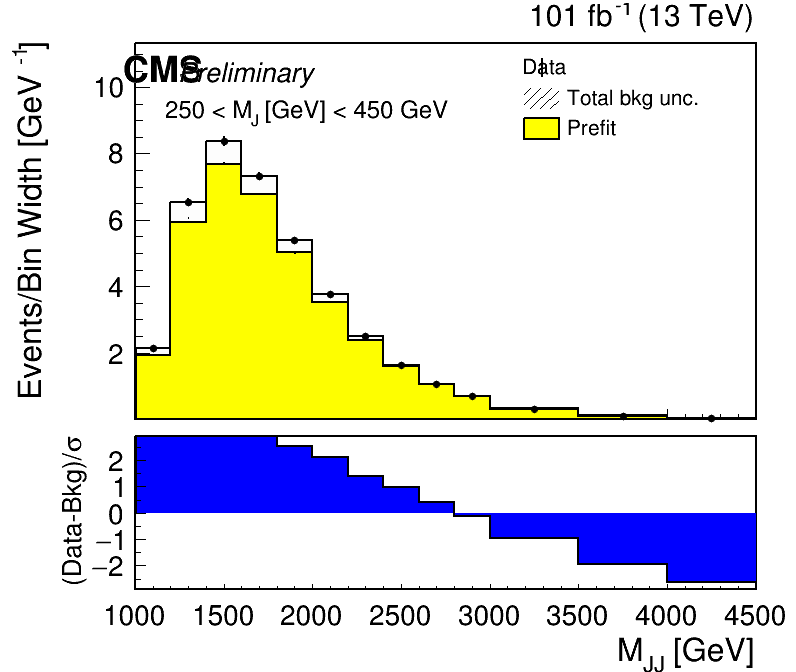 101 fb⁻¹ (13 TeV)
CMS Preliminary
250 < M_J [GeV] < 450 GeV
Data
Total bkg unc.
Prefit
Events/Bin Width [GeV⁻¹]
10
8
6
4
2
(Data-Bkg)/σ
2
1
0
−1
−2
1000 1500 2000 2500 3000 3500 4000 4500
M_JJ [GeV]